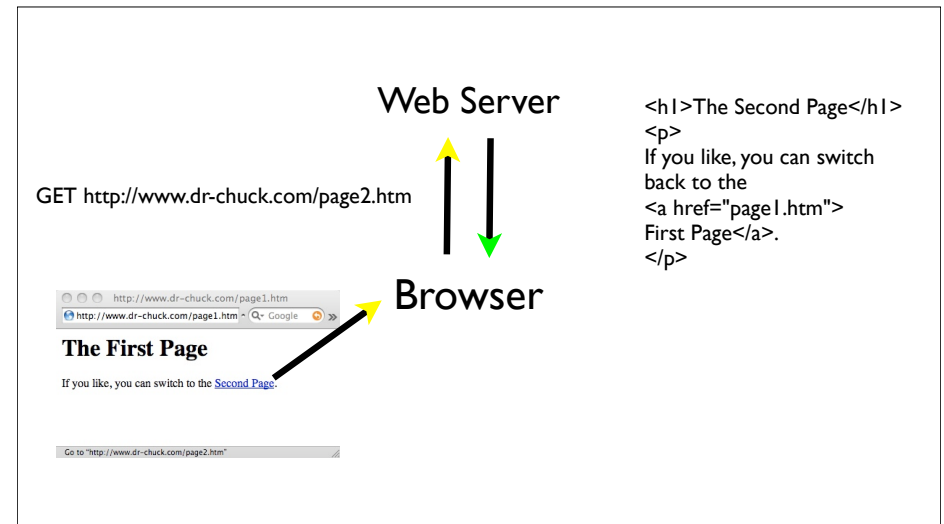 Web Server
<h1>The Second Page</h1>
<p>
If you like, you can switch
back to the
<a href="page1.htm">
First Page</a>.
</p>
GET http://www.dr-chuck.com/page2.htm
Browser
http://www.dr-chuck.com/page1.htm
http://www.dr-chuck.com/page1.htm Google
The First Page
If you like, you can switch to the Second Page.
Go to "http://www.dr-chuck.com/page2.htm"